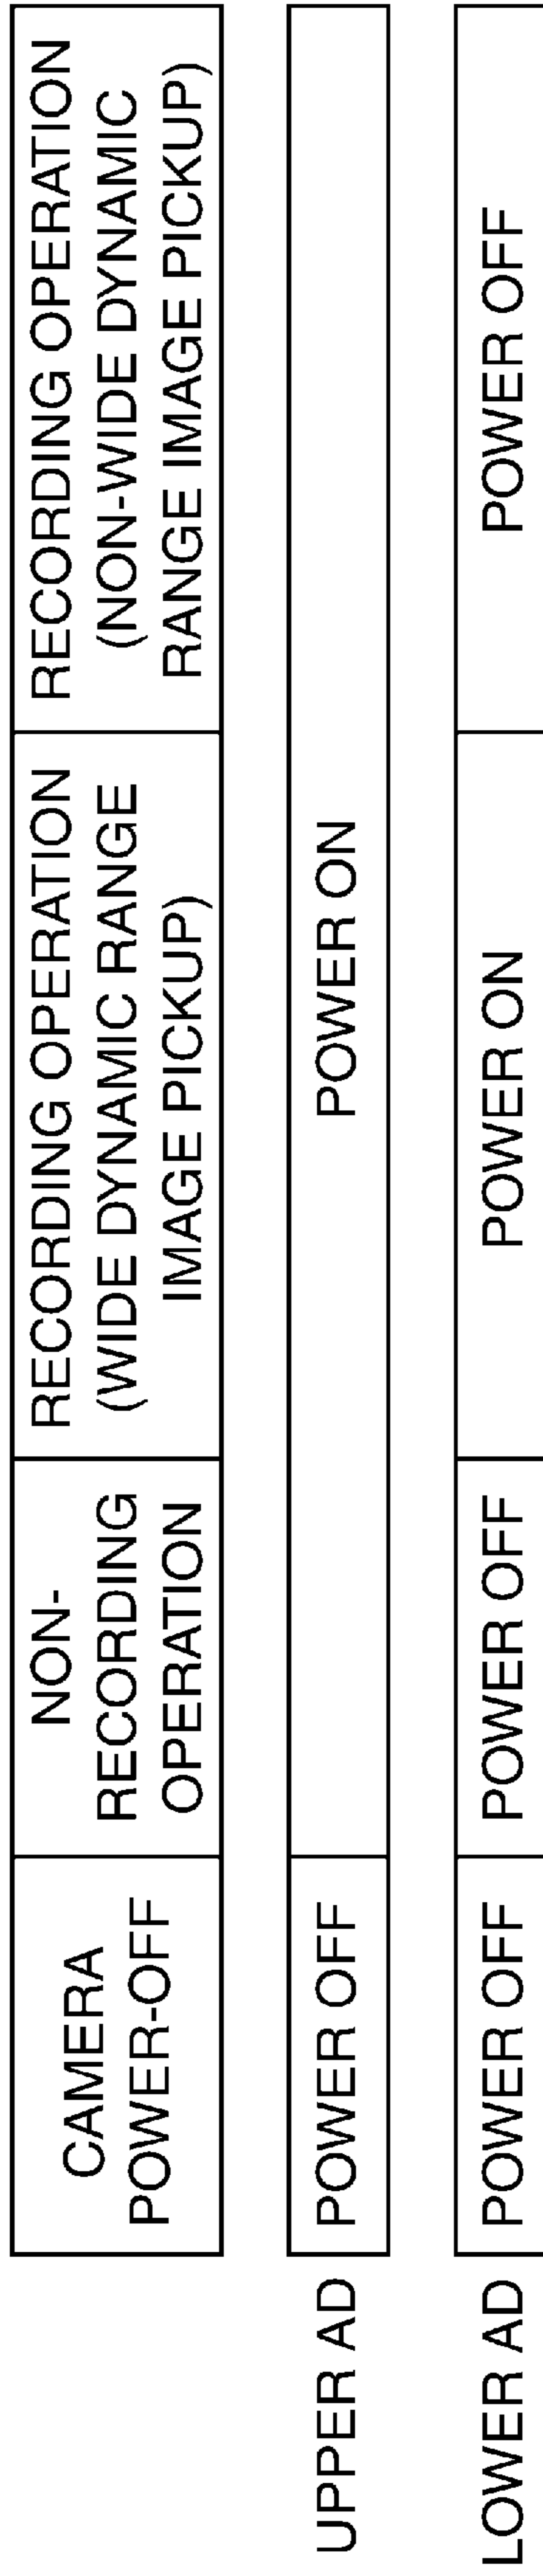 CAMERA
POWER-OFF
NON-
RECORDING
OPERATION
RECORDING OPERATION
(WIDE DYNAMIC RANGE
IMAGE PICKUP)
RECORDING OPERATION
(NON-WIDE DYNAMIC
RANGE IMAGE PICKUP)
UPPER AD
POWER OFF
POWER ON
LOWER AD
POWER OFF
POWER OFF
POWER ON
POWER OFF